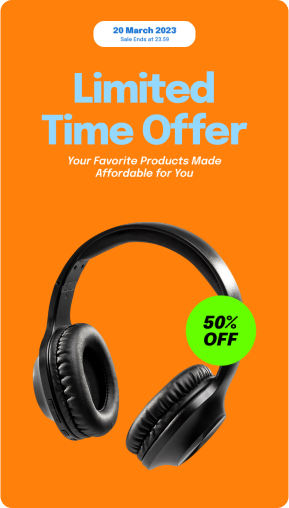 20 March 2023
Sale Ends at 23.59
Limited
Time Offer
Your Favorite Products Made
Affordable for You
50%
OFF